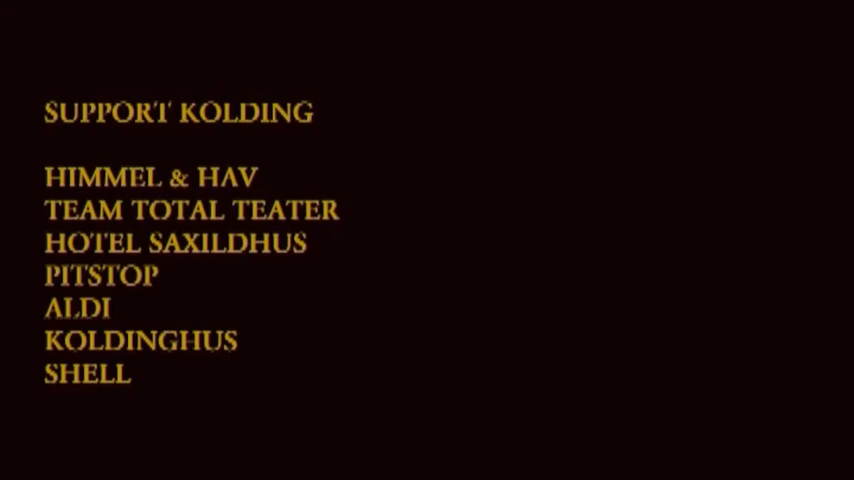 SUPPORT KOLDING
HIMMEL & HAV
TEAM TOTAL TEATER
HOTEL SAXILDHUS
PITSTOP
ALDI
KOLDINGHUS
SHELL